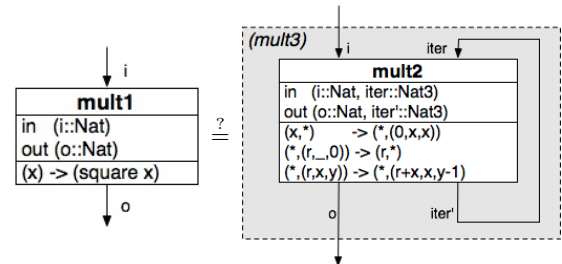 (mult3)
i
iter
i
mult1
in (i::Nat)
out (o::Nat)
(x) -> (square x)
o
?
=
mult2
in (i::Nat, iter::Nat3)
out (o::Nat, iter'::Nat3)
(x,*) -> (*,(0,x,x))
(*,(r,_,0)) -> (r,*)
(*,(r,x,y)) -> (*,(r+x,x,y-1)
o
iter'